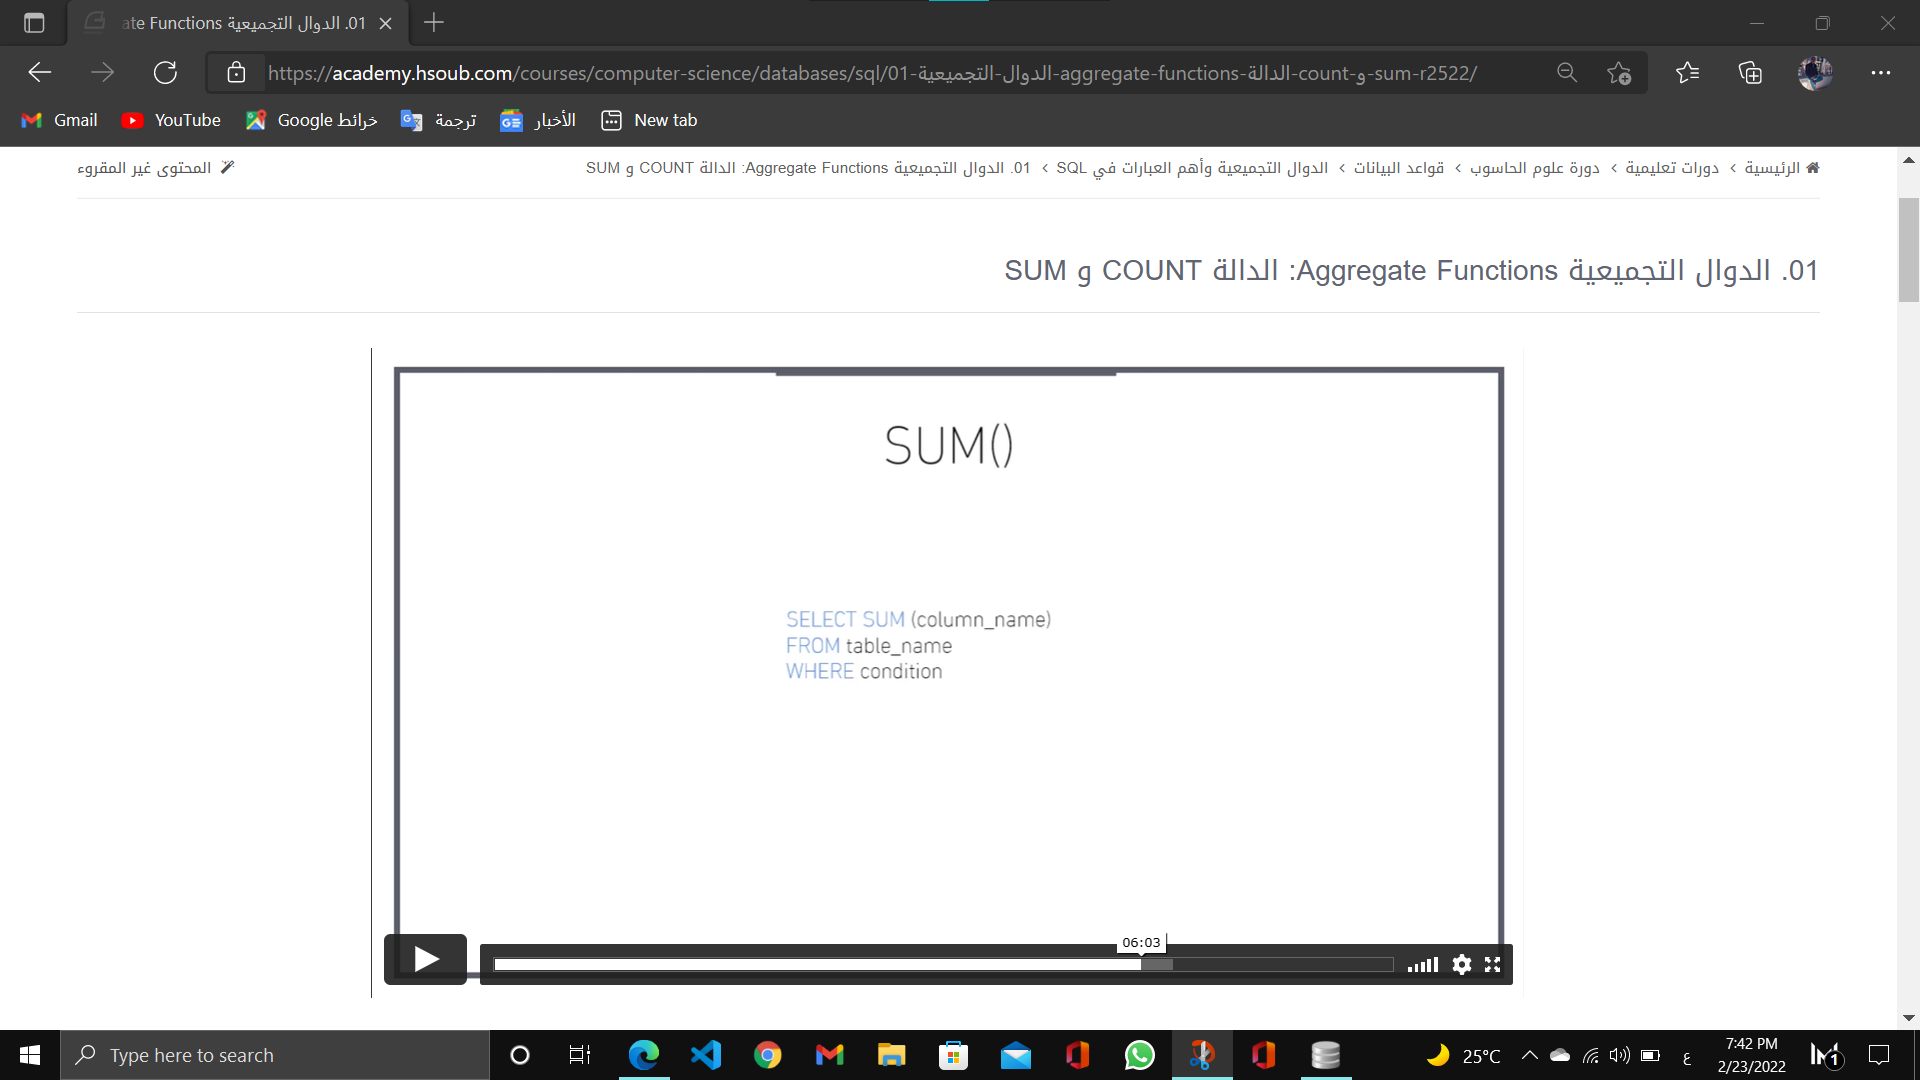 ate Functions الدوال التجميعية .01
https://academy.hsoub.com/courses/computer-science/databases/sql/01-الدوال-التجميعية-aggregate-functions-الدالة-count-و-sum-r2522/
Gmail
YouTube
خرائط Google
ترجمة
الأخبار
New tab
الرئيسية › دورات تعليمية › دورة علوم الحاسوب › قواعد البيانات › الدوال التجميعية وأهم العبارات في SQL › 01. الدوال التجميعية Aggregate Functions: الدالة COUNT و SUM
المحتوى غير المقروء
01. الدوال التجميعية Aggregate Functions: الدالة COUNT و SUM
SUM()
SELECT SUM (column_name)
FROM table_name
WHERE condition
06:03
Type here to search
25°C
ع
7:42 PM
2/23/2022
1